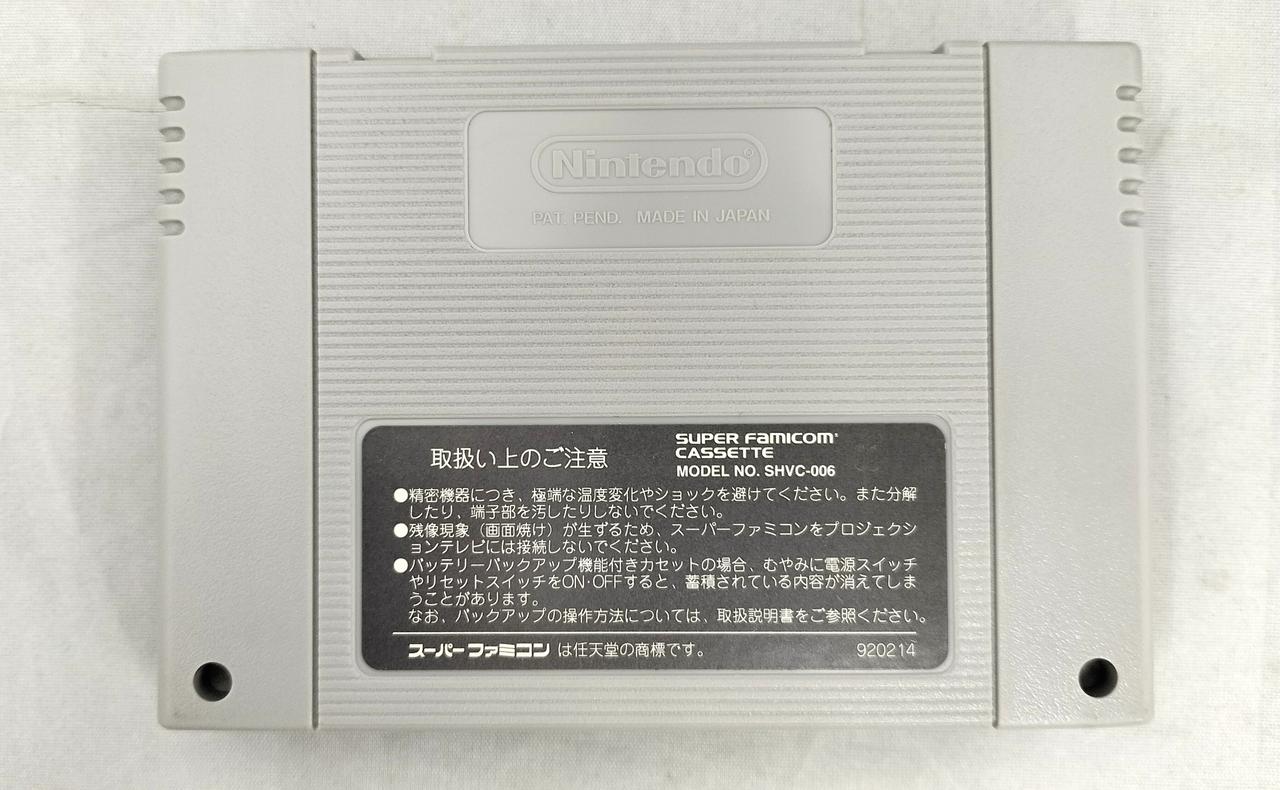 Nintendo®
PAT. PEND. MADE IN JAPAN
取扱い上のご注意
SUPER FAMICOM®
CASSETTE
MODEL NO. SHVC-006
●精密機器につき、極端な温度変化やショックを避けてください。また分解
したり、端子部を汚したりしないでください。
●残像現象（画面焼け）が生ずるため、スーパーファミコンをプロジェクシ
ョンテレビには接続しないでください。
●バッテリーバックアップ機能付きカセットの場合、むやみに電源スイッチ
やリセットスイッチをON·OFFすると、蓄積されている内容が消えてしま
うことがあります。
なお、バックアップの操作方法については、取扱説明書をご参照ください。
スーパーファミコン は任天堂の商標です。
920214